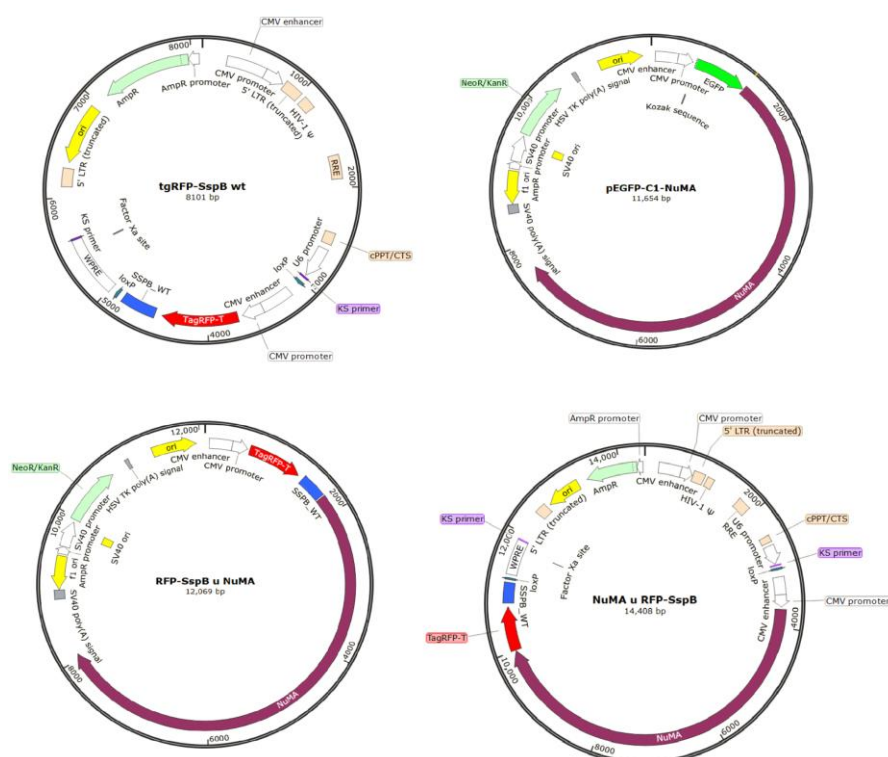 CMV enhancer
8000
CMV promoter
1000
5' LTR (truncated)
HIV-1 Ψ
AmpR promoter
AmpR
7000
ori
5' LTR (truncated)
RRE
2000
tgRFP-SspB wt
8101 bp
6000
Factor Xa site
KS primer
WPRE
loxP
SSPB_WT
5000
TagRFP-T
4000
CMV enhancer
loxP
U6 promoter
cPPT/CTS
KS primer
CMV promoter
ori
CMV enhancer
CMV promoter
EGFP
Kozak sequence
2000
NeoR/KanR
HSV TK poly(A) signal
10,000
SV40 promoter
SV40 ori
AmpR promoter
f1 ori
SV40 poly(A) signal
8000
pEGFP-C1-NuMA
11,654 bp
4000
NuMA
6000
12,000
ori
CMV enhancer
CMV promoter
TagRFP-T
SSPB_WT
2000
NeoR/KanR
HSV TK poly(A) signal
10,000
SV40 promoter
SV40 ori
AmpR promoter
f1 ori
SV40 poly(A) signal
8000
RFP-SspB u NuMA
12,069 bp
4000
NuMA
6000
AmpR promoter
CMV promoter
5' LTR (truncated)
14,000
CMV enhancer
HIV-1 Ψ
AmpR
ori
5' LTR (truncated)
2000
RRE
U6 promoter
cPPT/CTS
KS primer
loxP
CMV enhancer
CMV promoter
4000
KS primer
12,000
WPRE
Factor Xa site
loxP
SSPB_WT
TagRFP-T
10,000
NuMA u RFP-SspB
14,408 bp
NuMA
6000
8000